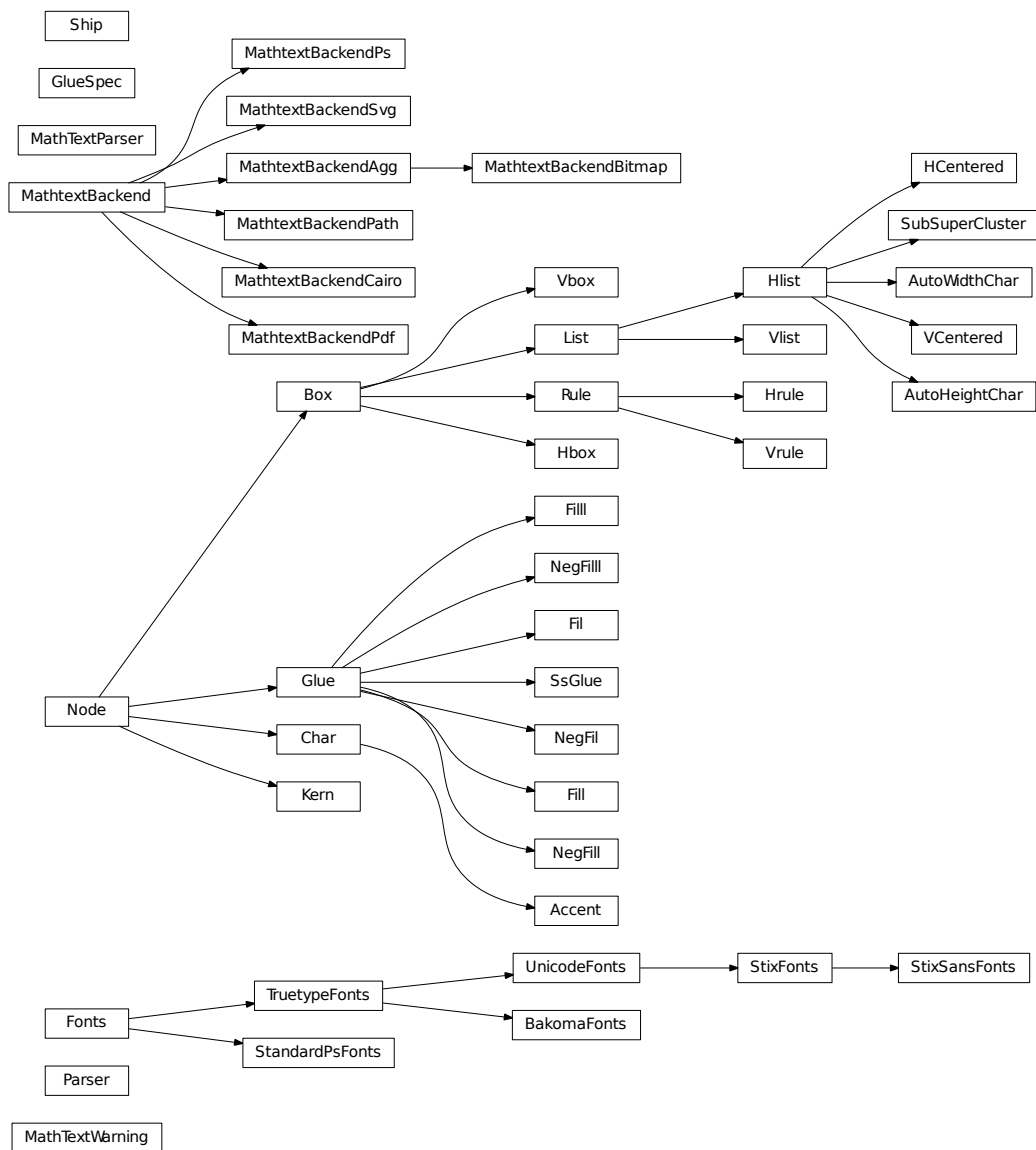 Ship
GlueSpec
MathTextParser
MathtextBackend
MathtextBackendPs
MathtextBackendSvg
MathtextBackendAgg
MathtextBackendBitmap
MathtextBackendPath
MathtextBackendCairo
MathtextBackendPdf
HCentered
SubSuperCluster
AutoWidthChar
VCentered
AutoHeightChar
Vbox
Hlist
List
Vlist
Box
Rule
Hrule
Hbox
Vrule
Filll
NegFilll
Fil
Glue
SsGlue
Node
Char
NegFil
Kern
Fill
NegFill
Accent
UnicodeFonts
StixFonts
StixSansFonts
TruetypeFonts
Fonts
BakomaFonts
StandardPsFonts
Parser
MathTextWarning